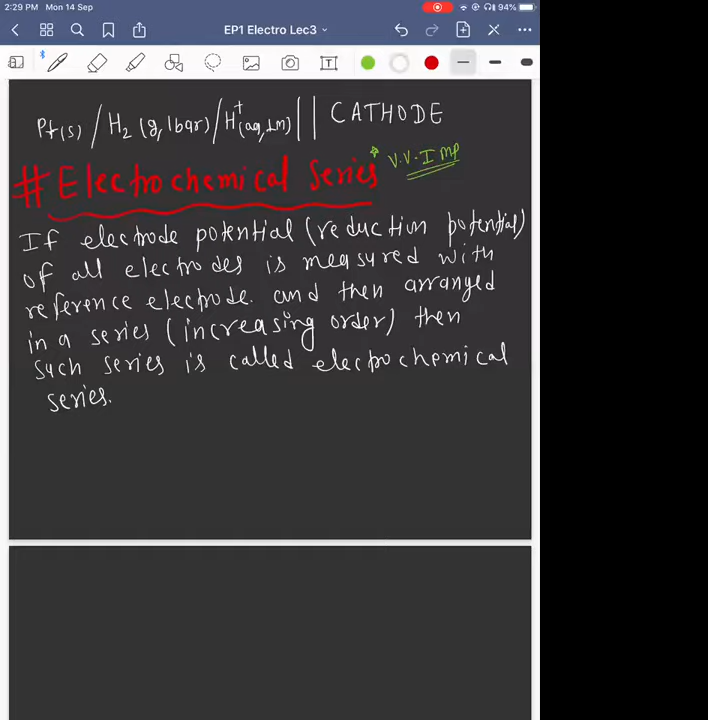 2:29 PM Mon 14 Sep
94%
EP1 Electro Lec3
T
Pt(s) / H2 (g, 1bar) / H+ (aq, 1M) || CATHODE
# Electrochemical Series * V.V. Imp
If electrode potential (reduction potential)
of all electrodes is measured with
reference electrode. and then arranged
in a series (increasing order) then
such series is called electrochemical
series.